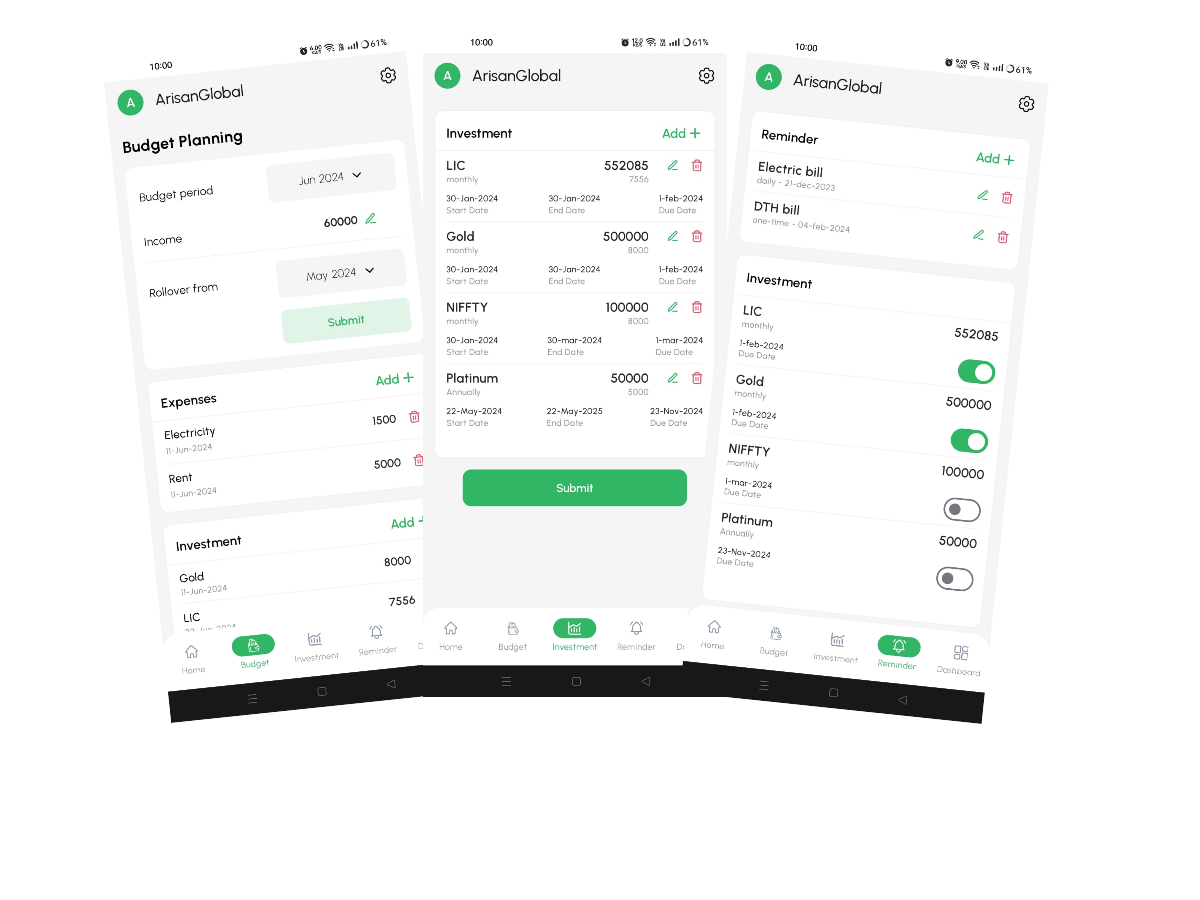 10:00
6.00 61%
A ArisanGlobal
Budget Planning
Budget period Jun 2024
Income 60000
Rollover from May 2024
Submit
Expenses Add +
Electricity 1500
11-Jun-2024
Rent 5000
11-Jun-2024
Investment Add +
Gold 8000
11-Jun-2024
LIC 7556
Home Budget Investment Reminder
10:00
61%
A ArisanGlobal
Investment Add +
LIC 552085
monthly 7556
30-Jan-2024 30-Jan-2024 1-feb-2024
Start Date End Date Due Date
Gold 500000
monthly 8000
30-Jan-2024 30-Jan-2024 1-feb-2024
Start Date End Date Due Date
NIFFTY 100000
monthly 8000
30-Jan-2024 30-mar-2024 1-mar-2024
Start Date End Date Due Date
Platinum 50000
Annually 5000
22-May-2024 22-May-2025 23-Nov-2024
Start Date End Date Due Date
Submit
Home Budget Investment Reminder
10:00
61%
A ArisanGlobal
Reminder Add +
Electric bill
daily - 21-dec-2023
DTH bill
one-time - 04-feb-2024
Investment
LIC 552085
monthly
1-feb-2024
Due Date
Gold 500000
monthly
1-feb-2024
Due Date
NIFFTY 100000
monthly
1-mar-2024
Due Date
Platinum 50000
Annually
23-Nov-2024
Due Date
Home Budget Investment Reminder Dashboard